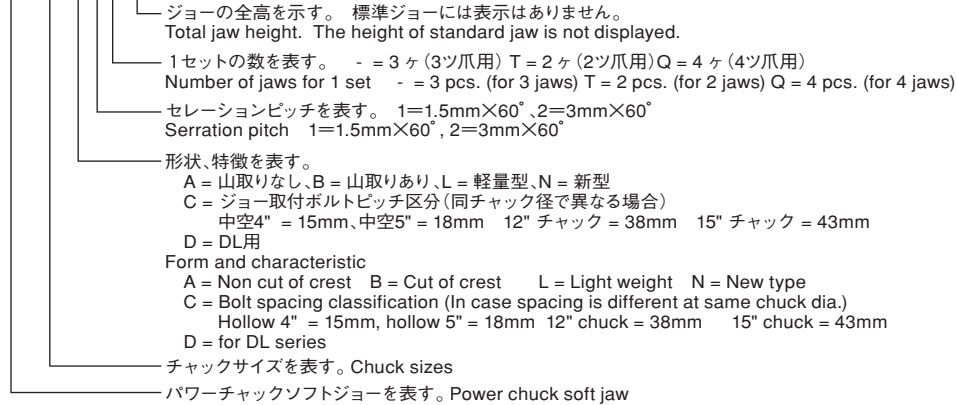 ジョーの全高を示す。 標準ジョーには表示はありません。
Total jaw height. The height of standard jaw is not displayed.
1セットの数を表す。 - = 3 ヶ（3ツ爪用） T = 2 ヶ（2ツ爪用）Q = 4 ヶ（4ツ爪用）
Number of jaws for 1 set - = 3 pcs. (for 3 jaws) T = 2 pcs. (for 2 jaws) Q = 4 pcs. (for 4 jaws)
セレーションピッチを表す。 1＝1.5mm×60°、2＝3mm×60°
Serration pitch 1＝1.5mm×60°, 2＝3mm×60°
形状、特徴を表す。
A = 山取りなし、B = 山取りあり、L = 軽量型、N = 新型
C = ジョー取付ボルトピッチ区分（同チャック径で異なる場合）
中空4" = 15mm、中空5" = 18mm 12" チャック = 38mm 15" チャック = 43mm
D = DL用
Form and characteristic
A = Non cut of crest B = Cut of crest L = Light weight N = New type
C = Bolt spacing classification (In case spacing is different at same chuck dia.)
Hollow 4" = 15mm, hollow 5" = 18mm 12" chuck = 38mm 15" chuck = 43mm
D = for DL series
チャックサイズを表す。Chuck sizes
パワーチャックソフトジョーを表す。Power chuck soft jaw